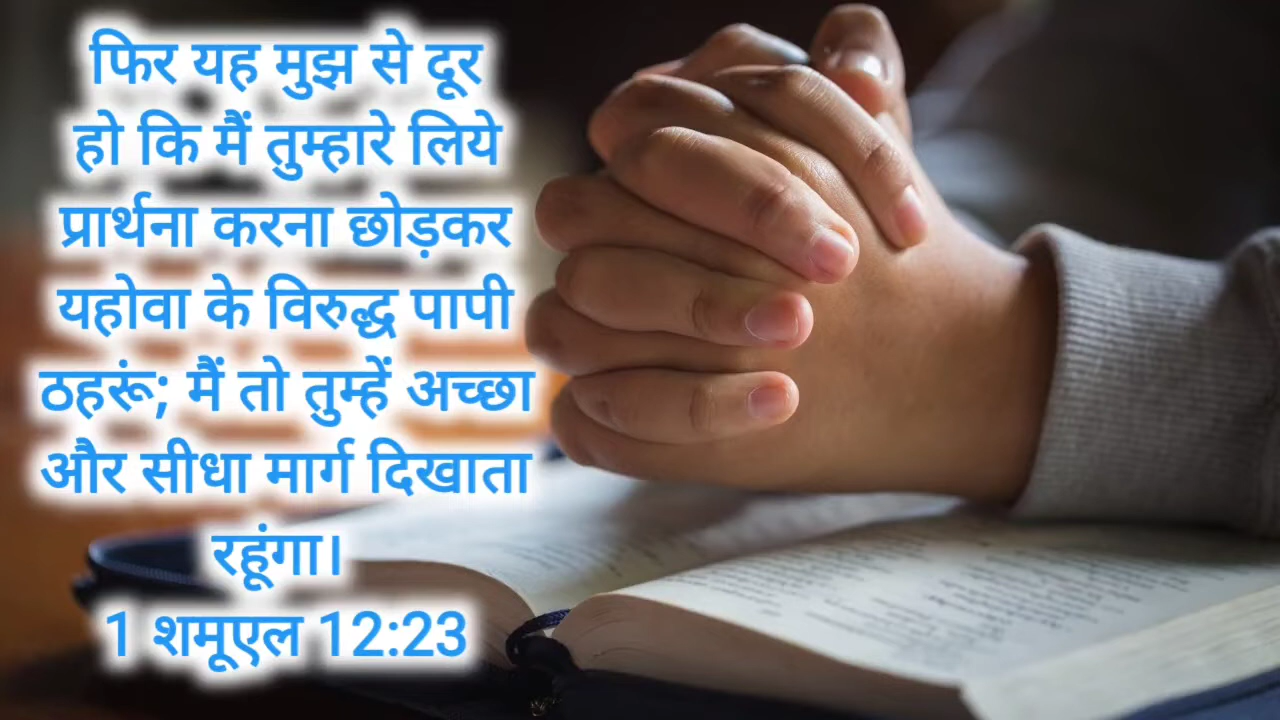 फिर यह मुझ से दूर
हो कि मैं तुम्हारे लिये
प्रार्थना करना छोड़कर
यहोवा के विरुद्ध पापी
ठहरूं; मैं तो तुम्हें अच्छा
और सीधा मार्ग दिखाता
रहूंगा।
1 शमूएल 12:23